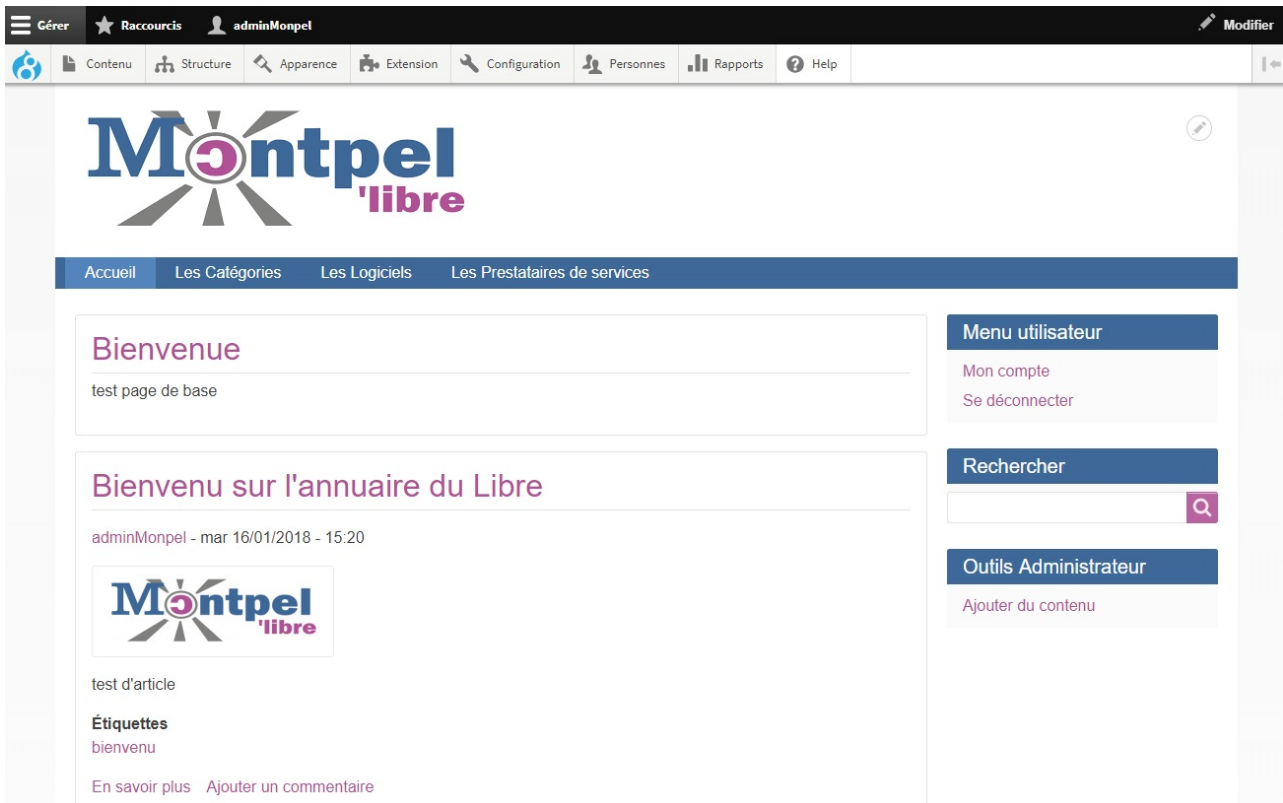 Gérer Raccourcis adminMonpel Modifier
Contenu Structure Apparence Extension Configuration Personnes Rapports Help
Montpel
'libre
Accueil Les Catégories Les Logiciels Les Prestataires de services
Bienvenue
test page de base
Bienvenu sur l'annuaire du Libre
adminMonpel - mar 16/01/2018 - 15:20
Montpel
'libre
test d'article
Étiquettes
bienvenu
En savoir plus Ajouter un commentaire
Menu utilisateur
Mon compte
Se déconnecter
Rechercher
Outils Administrateur
Ajouter du contenu